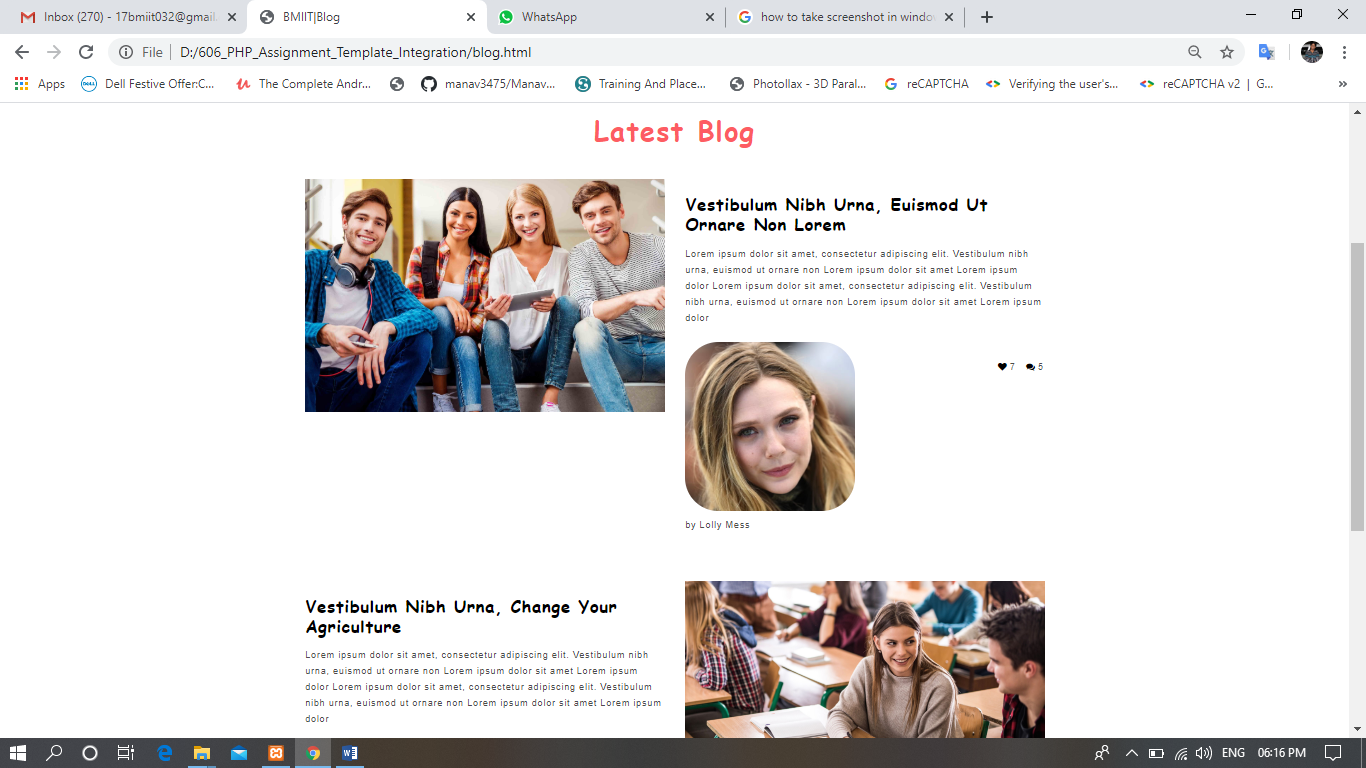 Inbox (270) - 17bmiit032@gmail.
BMIIT|Blog
WhatsApp
how to take screenshot in windo
File
D:/606_PHP_Assignment_Template_Integration/blog.html
Apps
DELL
Dell Festive Offer:C...
The Complete Andr...
manav3475/Manav...
Training And Place...
Photollax - 3D Paral...
reCAPTCHA
Verifying the user's...
reCAPTCHA v2 | G...
»
Latest Blog
Vestibulum Nibh Urna, Euismod Ut
Ornare Non Lorem
Lorem ipsum dolor sit amet, consectetur adipiscing elit. Vestibulum nibh
urna, euismod ut ornare non Lorem ipsum dolor sit amet Lorem ipsum
dolor Lorem ipsum dolor sit amet, consectetur adipiscing elit. Vestibulum
nibh urna, euismod ut ornare non Lorem ipsum dolor sit amet Lorem ipsum
dolor
7 5
by Lolly Mess
Vestibulum Nibh Urna, Change Your
Agriculture
Lorem ipsum dolor sit amet, consectetur adipiscing elit. Vestibulum nibh
urna, euismod ut ornare non Lorem ipsum dolor sit amet Lorem ipsum
dolor Lorem ipsum dolor sit amet, consectetur adipiscing elit. Vestibulum
nibh urna, euismod ut ornare non Lorem ipsum dolor sit amet Lorem ipsum
dolor
ENG
06:16 PM